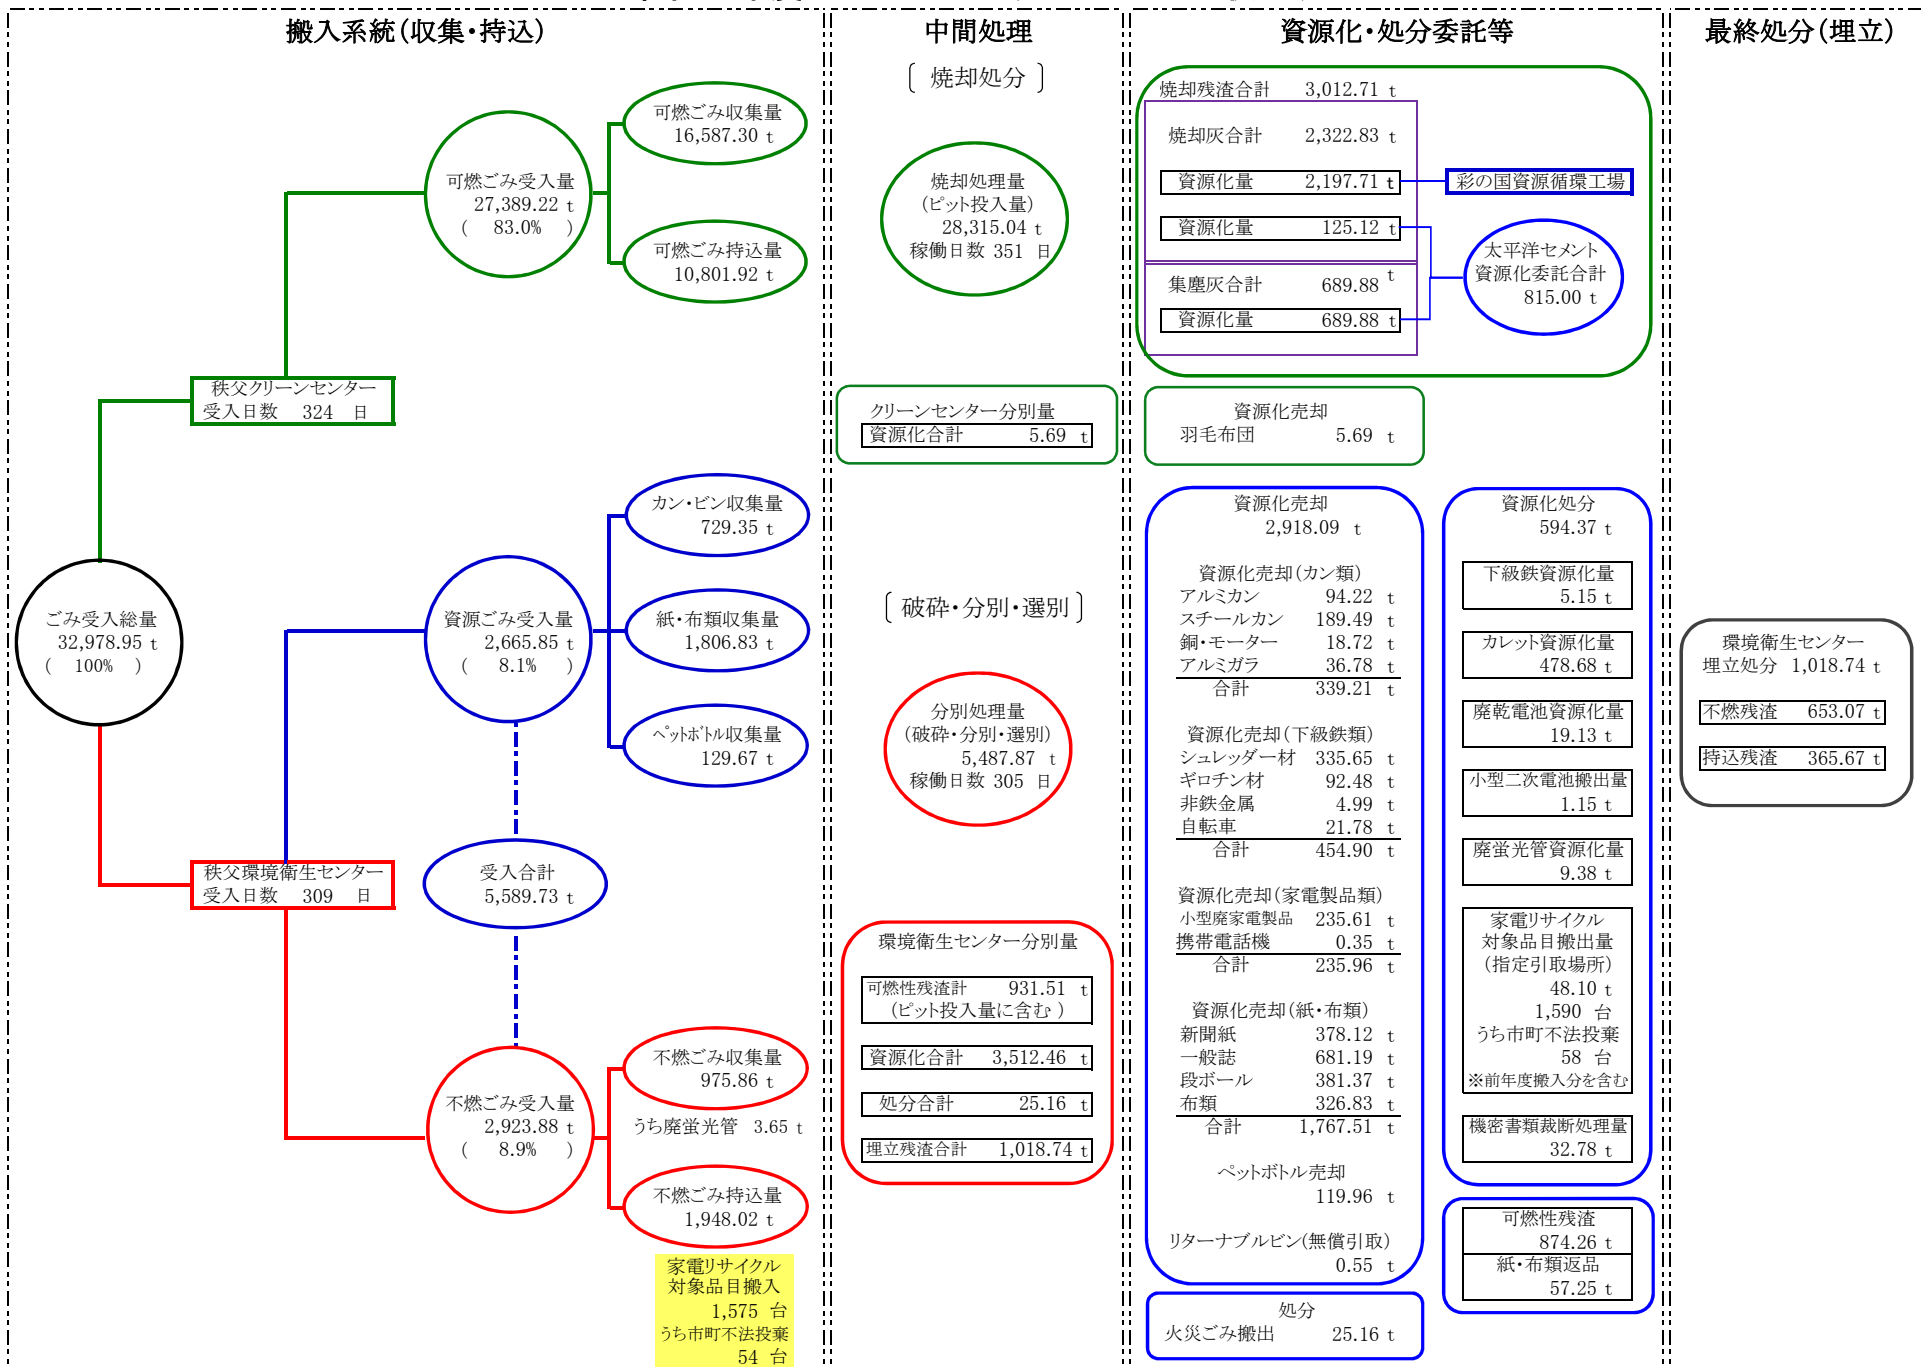 搬入系統(収集・持込)
ごみ受入総量
32,978.95 t
( 100% )
秩父クリーンセンター
受入日数 324 日
秩父環境衛生センター
受入日数 309 日
可燃ごみ受入量
27,389.22 t
( 83.0% )
可燃ごみ収集量
16,587.30 t
可燃ごみ持込量
10,801.92 t
資源ごみ受入量
2,665.85 t
( 8.1% )
カン・ビン収集量
729.35 t
紙・布類収集量
1,806.83 t
ペットボトル収集量
129.67 t
受入合計
5,589.73 t
不燃ごみ受入量
2,923.88 t
( 8.9% )
不燃ごみ収集量
975.86 t
うち廃蛍光管 3.65 t
不燃ごみ持込量
1,948.02 t
家電リサイクル
対象品目搬入
1,575 台
うち市町不法投棄
54 台
中間処理
〔 焼却処分 〕
焼却処理量
(ピット投入量)
28,315.04 t
稼働日数 351 日
クリーンセンター分別量
資源化合計 5.69 t
〔 破砕・分別・選別 〕
分別処理量
(破砕・分別・選別)
5,487.87 t
稼働日数 305 日
環境衛生センター分別量
可燃性残渣計 931.51 t
(ピット投入量に含む )
資源化合計 3,512.46 t
処分合計 25.16 t
埋立残渣合計 1,018.74 t
資源化・処分委託等
焼却残渣合計 3,012.71 t
焼却灰合計 2,322.83 t
資源化量 2,197.71 t
彩の国資源循環工場
資源化量 125.12 t
集塵灰合計 689.88 t
資源化量 689.88 t
太平洋セメント
資源化委託合計
815.00 t
資源化売却
羽毛布団 5.69 t
資源化売却
2,918.09 t
資源化売却(カン類)
アルミカン 94.22 t
スチールカン 189.49 t
銅・モーター 18.72 t
アルミガラ 36.78 t
合計 339.21 t
資源化売却(下級鉄類)
シュレッダー材 335.65 t
ギロチン材 92.48 t
非鉄金属 4.99 t
自転車 21.78 t
合計 454.90 t
資源化売却(家電製品類)
小型廃家電製品 235.61 t
携帯電話機 0.35 t
合計 235.96 t
資源化売却(紙・布類)
新聞紙 378.12 t
一般誌 681.19 t
段ボール 381.37 t
布類 326.83 t
合計 1,767.51 t
ペットボトル売却
119.96 t
リターナブルビン(無償引取)
0.55 t
処分
火災ごみ搬出 25.16 t
資源化処分
594.37 t
下級鉄資源化量
5.15 t
カレット資源化量
478.68 t
廃乾電池資源化量
19.13 t
小型二次電池搬出量
1.15 t
廃蛍光管資源化量
9.38 t
家電リサイクル
対象品目搬出量
(指定引取場所)
48.10 t
1,590 台
うち市町不法投棄
58 台
※前年度搬入分を含む
機密書類裁断処理量
32.78 t
可燃性残渣
874.26 t
紙・布類返品
57.25 t
最終処分(埋立)
環境衛生センター
埋立処分 1,018.74 t
不燃残渣 653.07 t
持込残渣 365.67 t